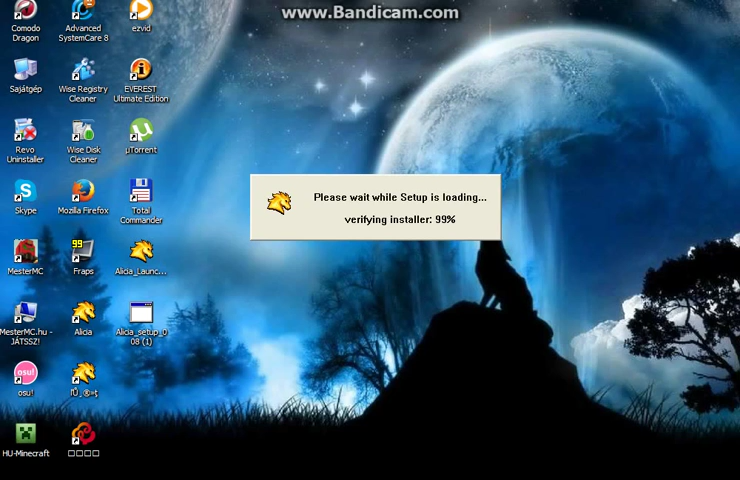 www.Bandicam.com
Comodo
Dragon
Advanced
SystemCare 8
ezvid
Sajátgép
Wise Registry
Cleaner
EVEREST
Ultimate Edition
Revo
Uninstaller
Wise Disk
Cleaner
µTorrent
Please wait while Setup is loading...
verifying installer: 99%
Skype
Mozilla Firefox
Total
Commander
99
MesterMC
Fraps
Alicia_Launc...
MesterMC.hu -
JÁTSSZ!
Alicia
Alicia_setup_0
08 (1)
osu!
osu!
HU-Minecraft